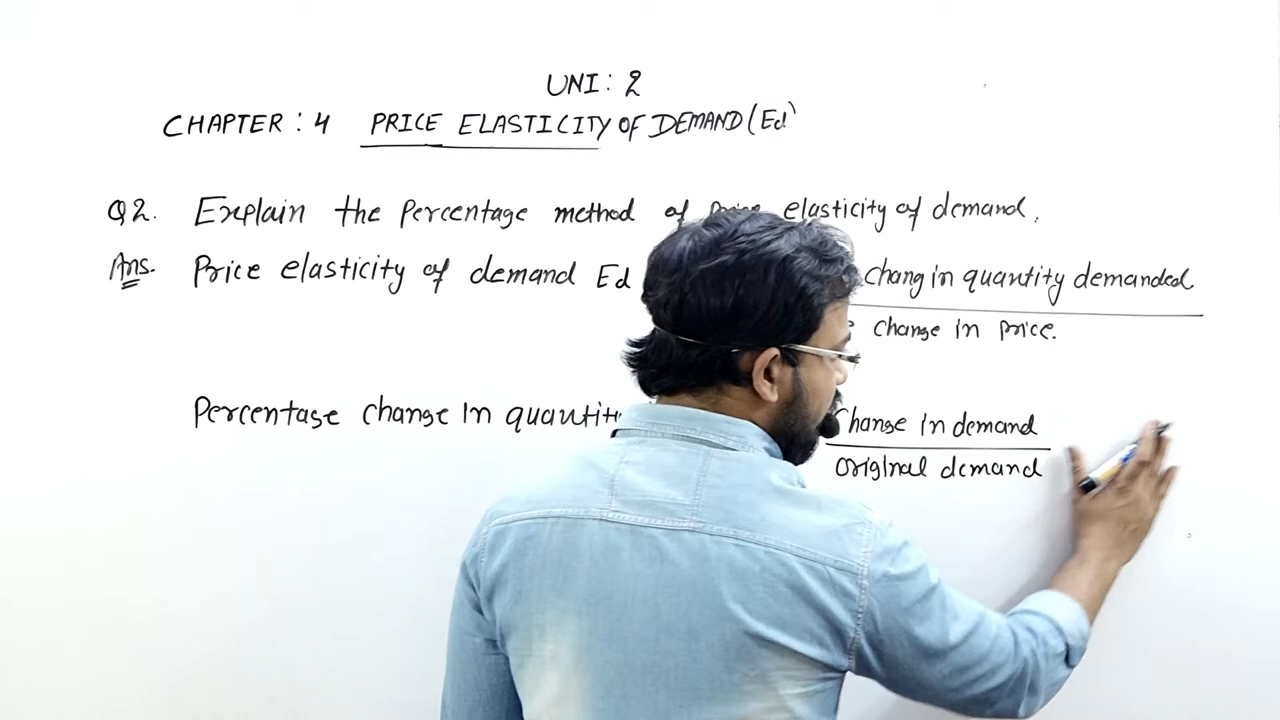 UNI: 2
CHAPTER: 4 PRICE ELASTICITY OF DEMAND (Ed)
Q2. Explain the Percentage method of elasticity of demand.
Ans. Price elasticity of demand Ed chang in quantity demanded
change in price.
Percentage change in Change in demand
Original demand